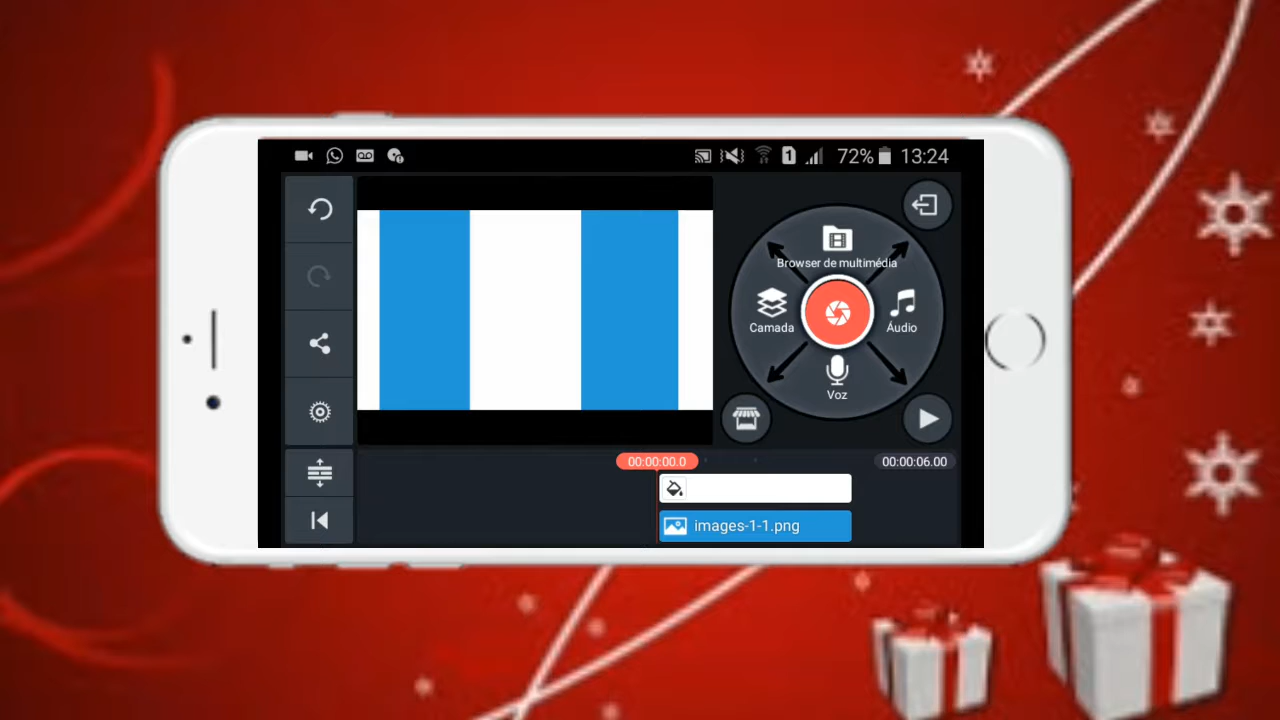 1 72% 13:24
Browser de multimédia
Camada
Áudio
Voz
00:00:00.0
00:00:06.00
images-1-1.png